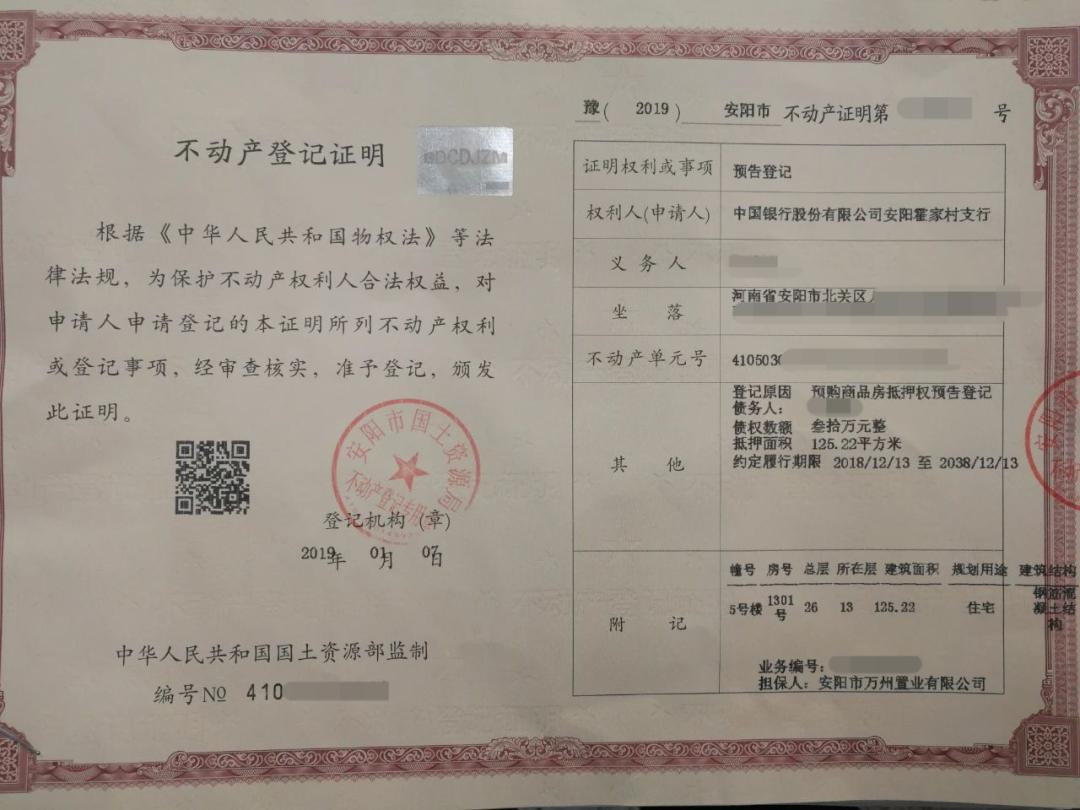 不动产登记证明
BDCDJZM
根据《中华人民共和国物权法》等法
律法规，为保护不动产权利人合法权益，对
申请人申请登记的本证明所列不动产权利
或登记事项，经审查核实，准予登记，颁发
此证明。
安阳市国土资源局
不动产登记专用
登记机构（章）
2019年 01月 07日
中华人民共和国国土资源部监制
编号№ 410
豫( 2019 ) 安阳市 不动产证明第 号
证明权利或事项 预告登记
权利人(申请人) 中国银行股份有限公司安阳霍家村支行
义务人
坐落 河南省安阳市北关区
不动产单元号 410503
其他
登记原因 预购商品房抵押权预告登记
债务人：
债权数额 叁拾万元整
抵押面积 125.22平方米
约定履行期限 2018/12/13 至 2038/12/13
附记
幢号 房号 总层 所在层 建筑面积 规划用途 建筑结构
5号楼 1301号 26 13 125.22 住宅 钢筋混凝土结构
业务编号：
担保人：安阳市万州置业有限公司